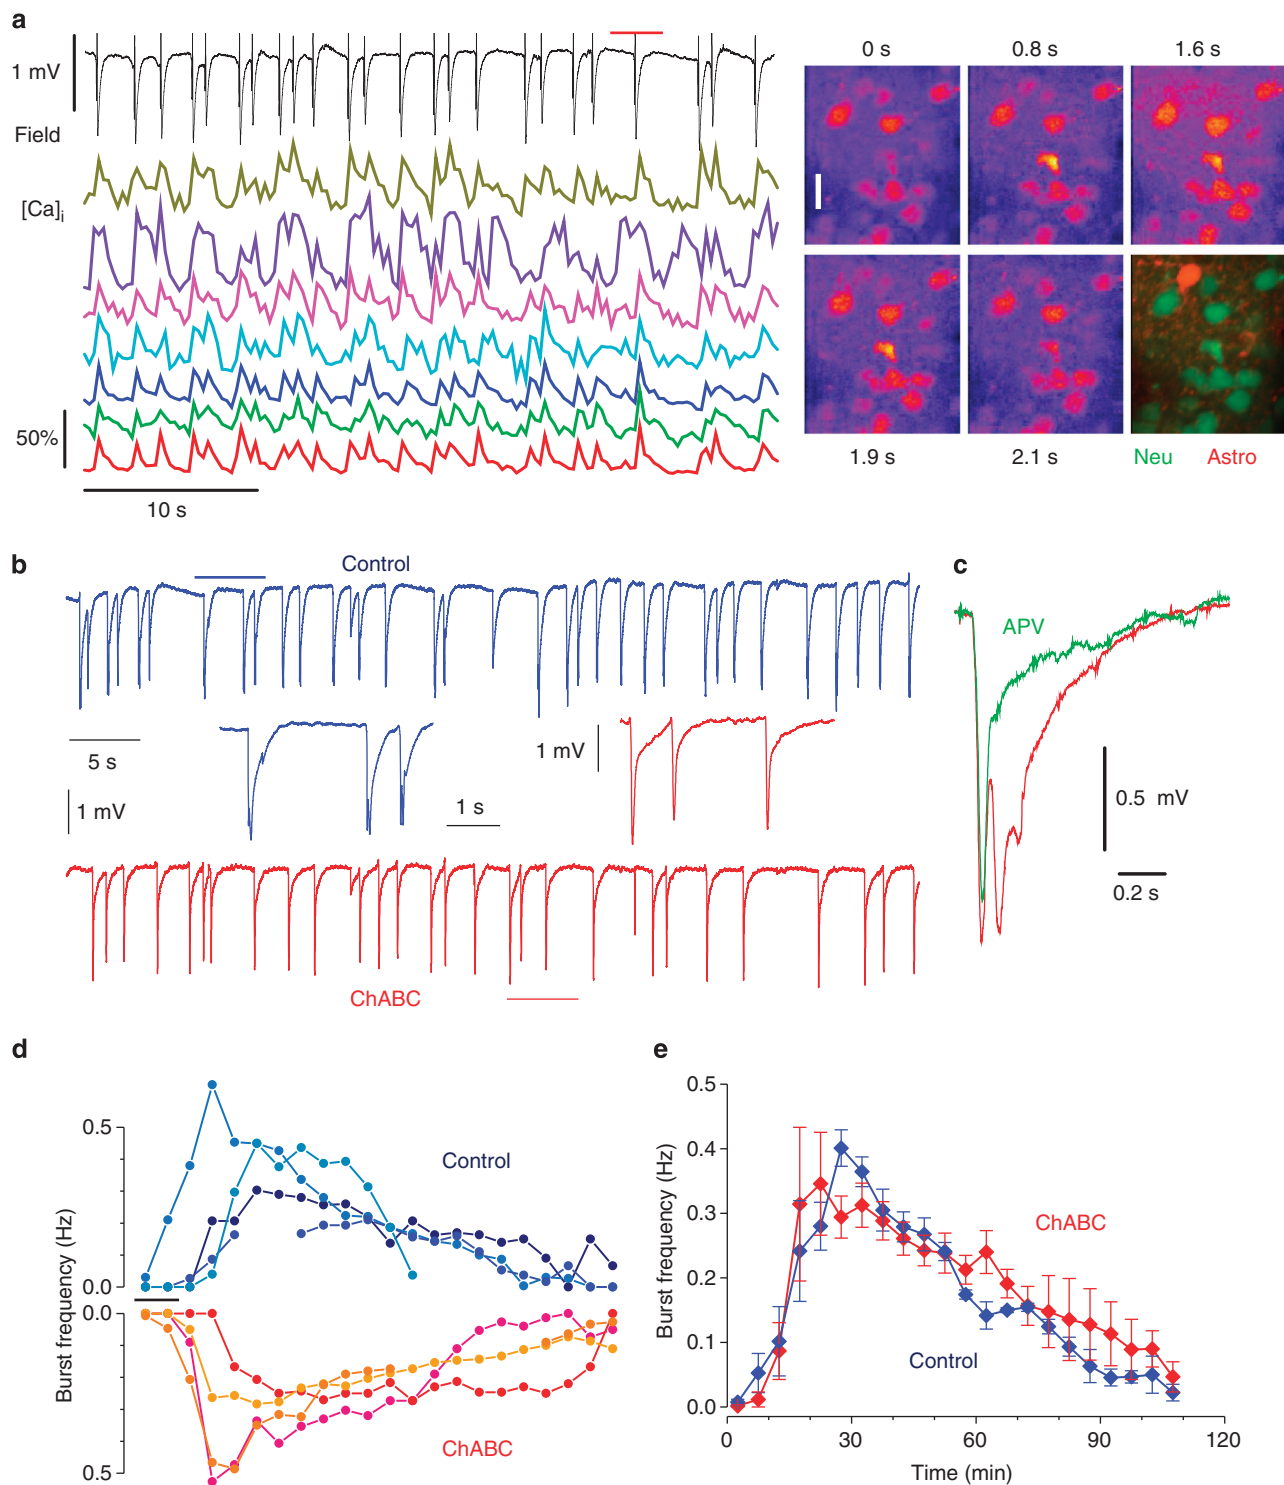 a
1 mV
Field
[Ca]i
50%
10 s
0 s
0.8 s
1.6 s
1.9 s
2.1 s
Neu
Astro
b
Control
5 s
1 mV
1 s
1 mV
ChABC
c
APV
0.5 mV
0.2 s
d
Burst frequency (Hz)
0.5
0.0
0.0
0.5
Control
ChABC
e
Burst frequency (Hz)
0.5
0.4
0.3
0.2
0.1
0.0
ChABC
Control
0
30
60
90
120
Time (min)